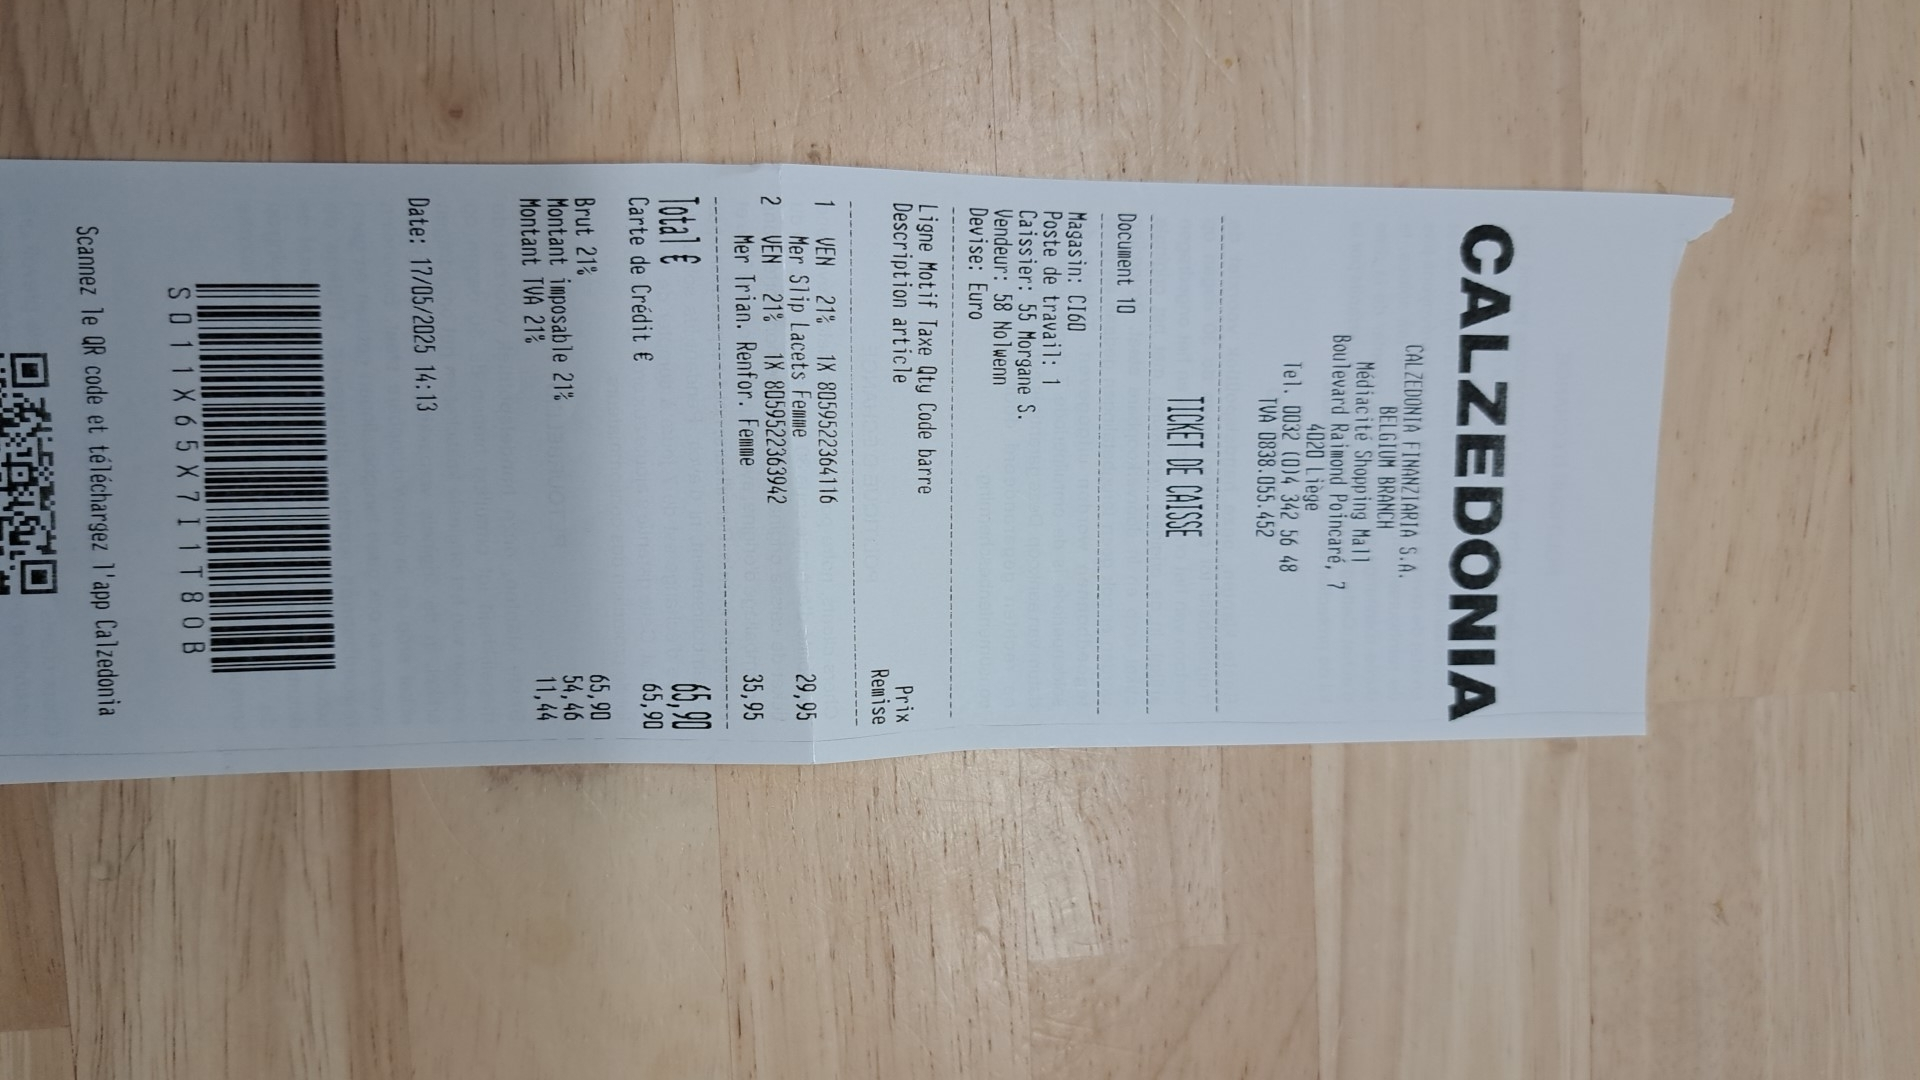 CALZEDONIA
CALZEDONIA FINANZIARIA S.A.
BELGIUM BRANCH
Médiacité Shopping Mall
Boulevard Raimond Poincaré, 7
4020 Liège
Tel. 0032 (0)4 342 56 48
TVA 0838.055.452
TICKET DE CAISSE
Document 10
Magasin: CI60
Poste de travail: 1
Caissier: 55 Morgane S.
Vendeur: 58 Nolwenn
Devise: Euro
Ligne Motif Taxe Qty Code barre Prix
Description article Remise
1 VEN 21% 1X 8059522364116 29,95
Mer Slip Lacets Femme
2 VEN 21% 1X 8059522363942 35,95
Mer Trian. Renfor. Femme
Total € 65,90
Carte de Crédit € 65,90
Brut 21% 65,90
Montant imposable 21% 54,46
Montant TVA 21% 11,44
Date: 17/05/2025 14:13
S011X65X7I1T80B
Scannez le QR code et téléchargez l'app Calzedonia